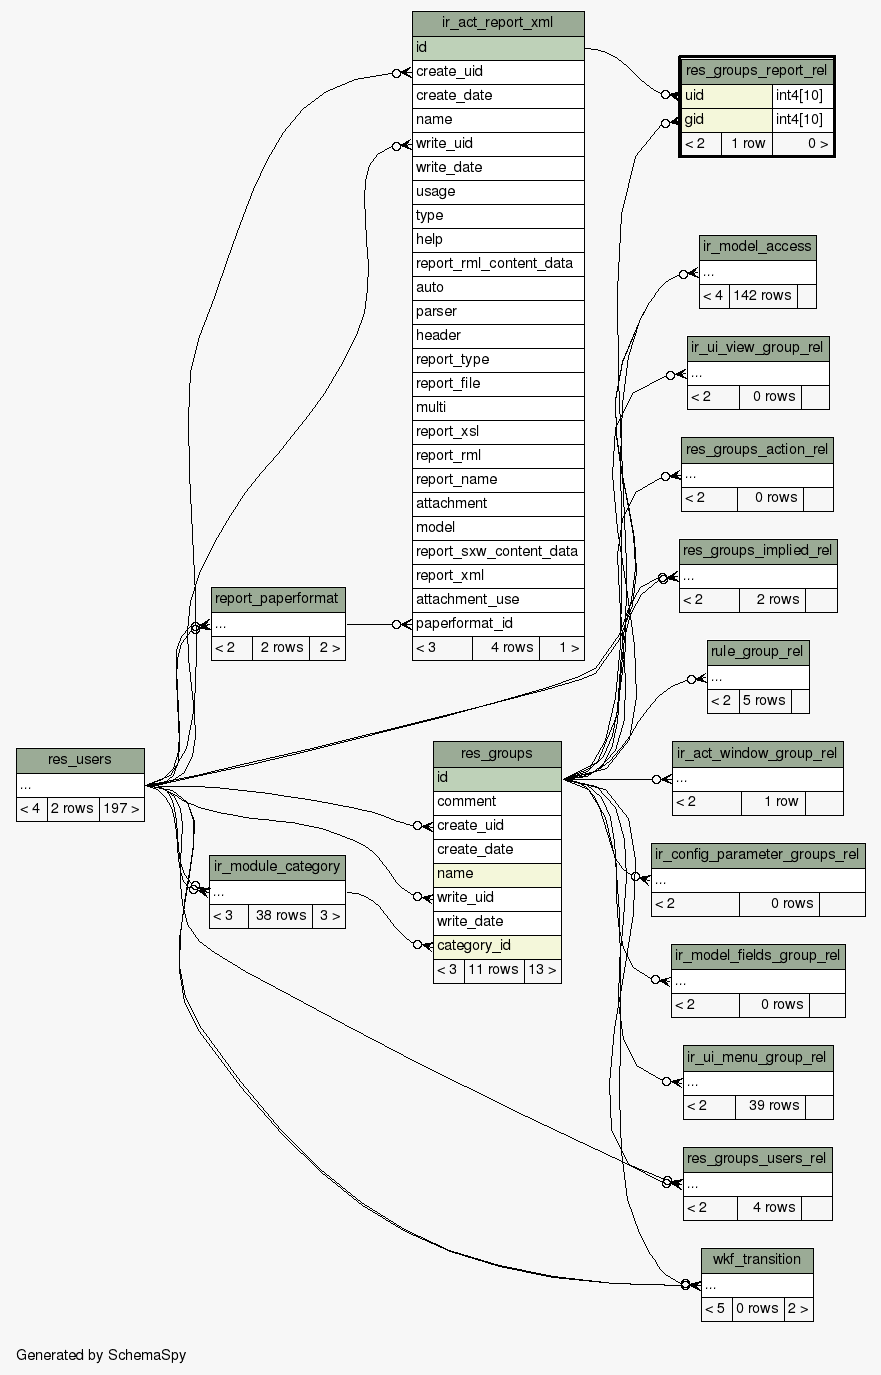 ir_act_report_xml
id
create_uid
create_date
name
write_uid
write_date
usage
type
help
report_rml_content_data
auto
parser
header
report_type
report_file
multi
report_xsl
report_rml
report_name
attachment
model
report_sxw_content_data
report_xml
attachment_use
paperformat_id
< 3 4 rows 1 >
res_groups_report_rel
uid int4[10]
gid int4[10]
< 2 1 row 0 >
ir_model_access
...
< 4 142 rows
ir_ui_view_group_rel
...
< 2 0 rows
res_groups_action_rel
...
< 2 0 rows
res_groups_implied_rel
...
< 2 2 rows
report_paperformat
...
< 2 2 rows 2 >
rule_group_rel
...
< 2 5 rows
res_users
...
< 4 2 rows 197 >
res_groups
id
comment
create_uid
create_date
name
write_uid
write_date
category_id
< 3 11 rows 13 >
ir_act_window_group_rel
...
< 2 1 row
ir_module_category
...
< 3 38 rows 3 >
ir_config_parameter_groups_rel
...
< 2 0 rows
ir_model_fields_group_rel
...
< 2 0 rows
ir_ui_menu_group_rel
...
< 2 39 rows
res_groups_users_rel
...
< 2 4 rows
wkf_transition
...
< 5 0 rows 2 >
Generated by SchemaSpy